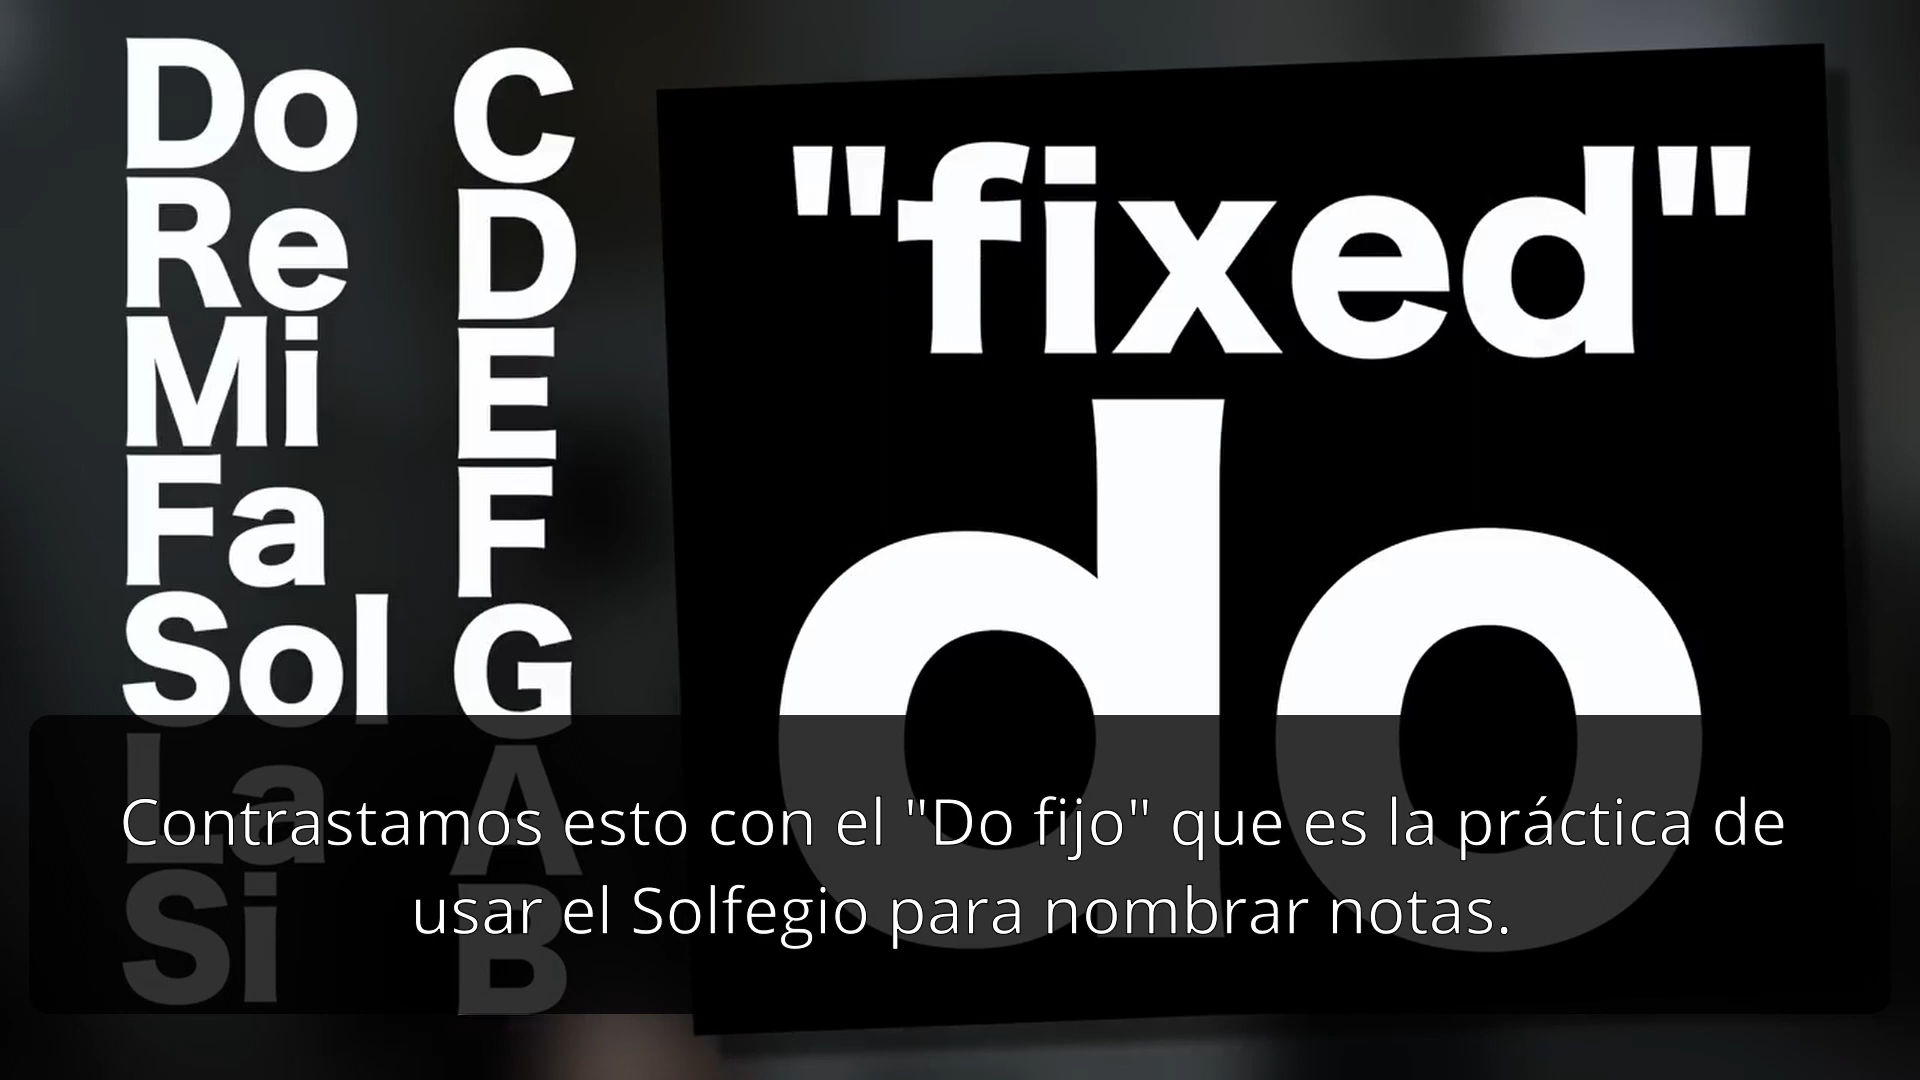 Do C
Re D
Mi E
Fa F
Sol G
La A
Si B
"fixed"
do
Contrastamos esto con el "Do fijo" que es la práctica de
usar el Solfegio para nombrar notas.